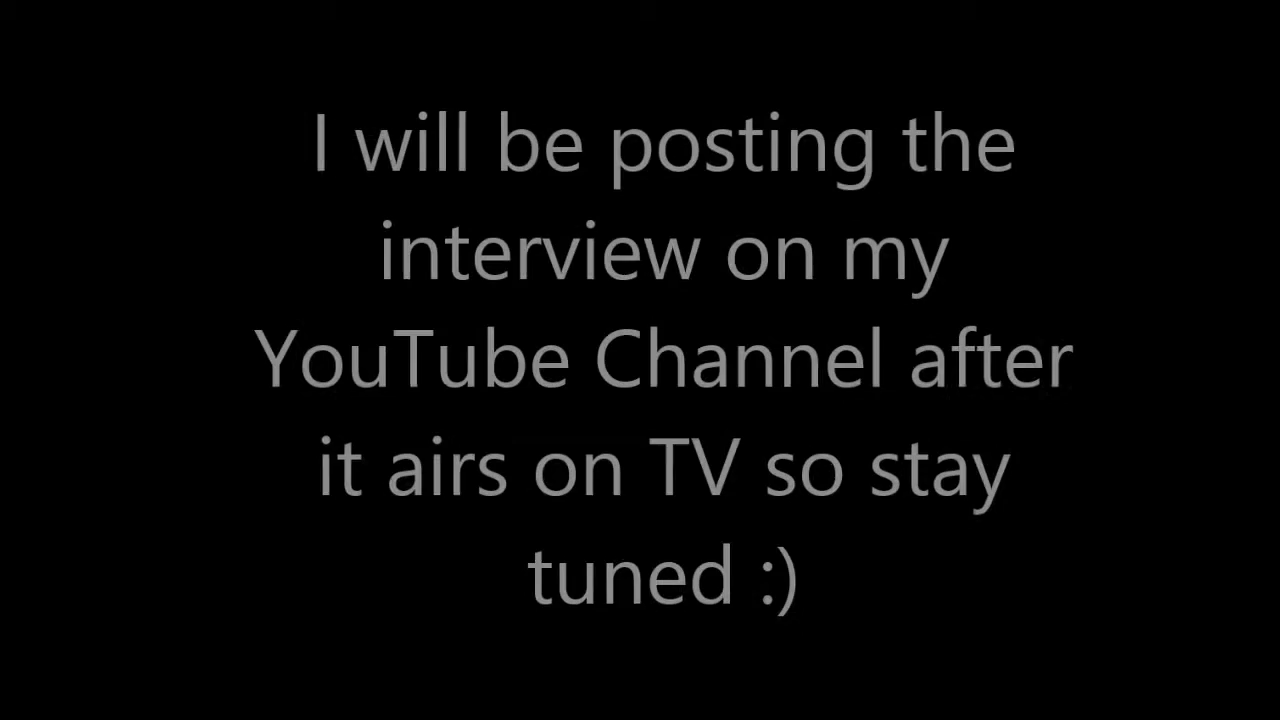 I will be posting the
interview on my
YouTube Channel after
it airs on TV so stay
tuned :)